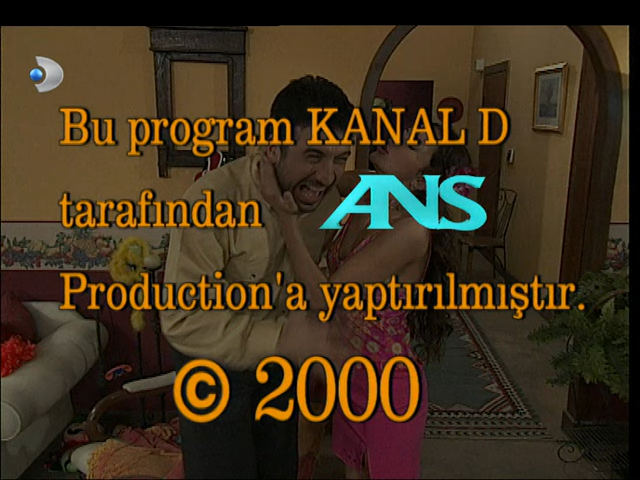 Bu program KANAL D
tarafından ANS
Production'a yaptırılmıştır.
© 2000